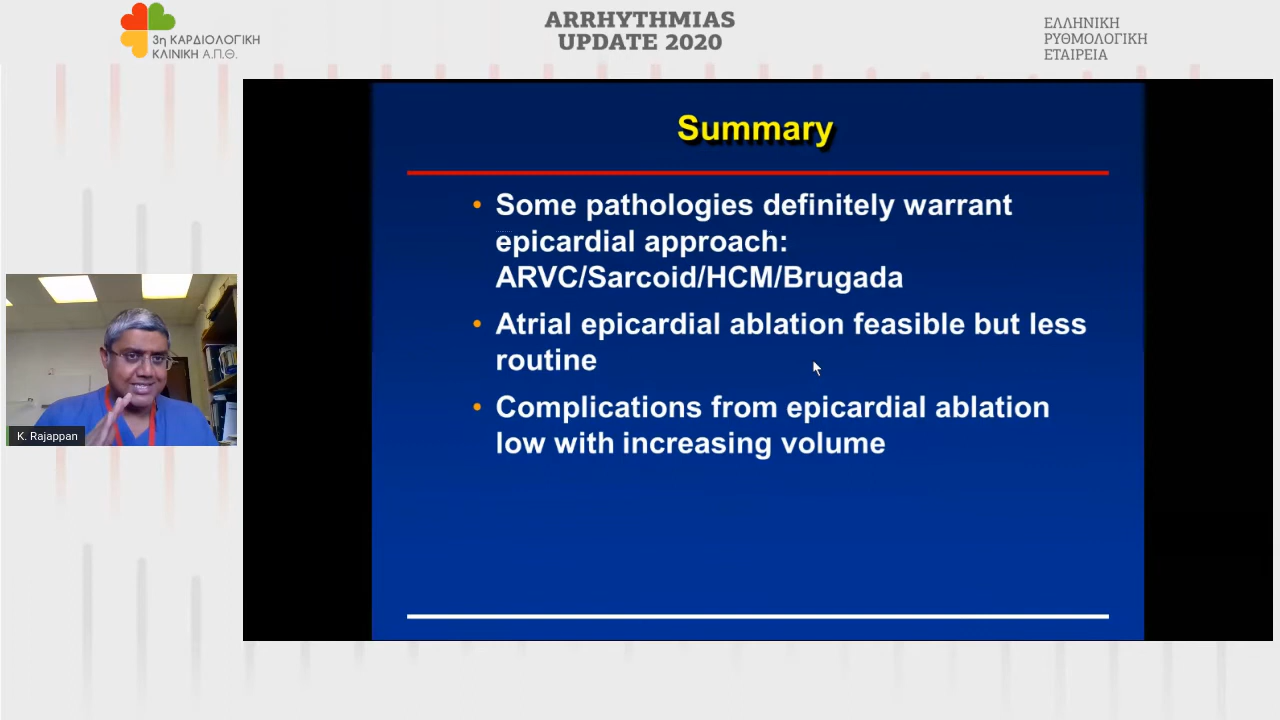 3η ΚΑΡΔΙΟΛΟΓΙΚΗ
ΚΛΙΝΙΚΗ Α.Π.Θ.
ARRHYTHMIAS
UPDATE 2020
ΕΛΛΗΝΙΚΗ
ΡΥΘΜΟΛΟΓΙΚΗ
ΕΤΑΙΡΕΙΑ
Summary
• Some pathologies definitely warrant
epicardial approach:
ARVC/Sarcoid/HCM/Brugada
• Atrial epicardial ablation feasible but less
routine
• Complications from epicardial ablation
low with increasing volume
K. Rajappan